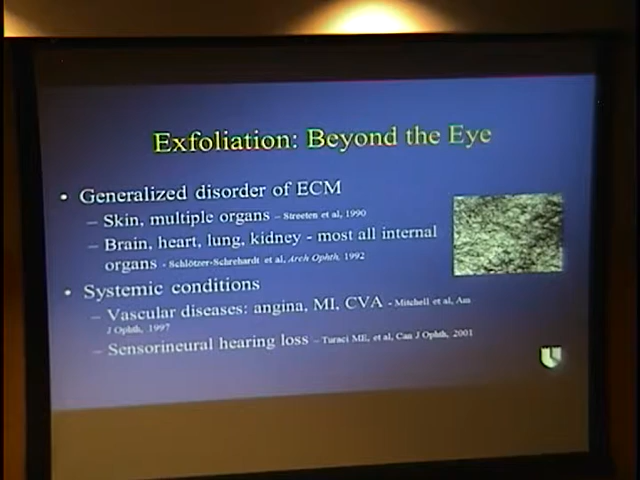 Exfoliation: Beyond the Eye
• Generalized disorder of ECM
– Skin, multiple organs – Streeten et al, 1990
– Brain, heart, lung, kidney - most all internal
organs - Schlötzer-Schrehardt et al, Arch Ophth, 1992
• Systemic conditions
– Vascular diseases: angina, MI, CVA - Mitchell et al, Am
J Ophth, 1997
– Sensorineural hearing loss – Turaci ME, et al, Can J Ophth, 2001